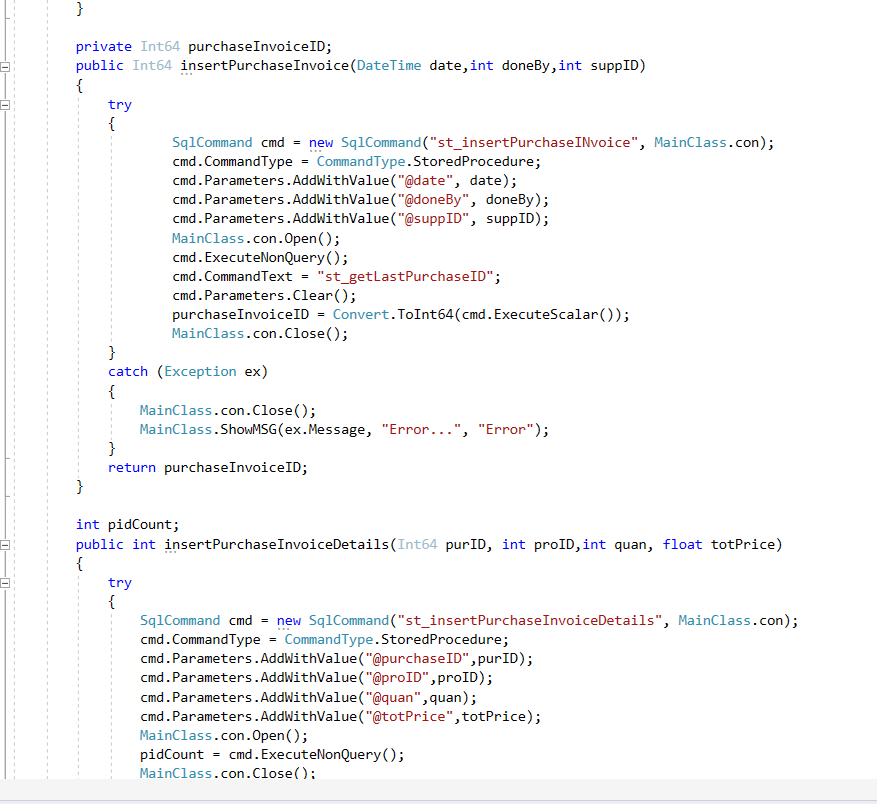 }
private Int64 purchaseInvoiceID;
public Int64 insertPurchaseInvoice(DateTime date,int doneBy,int suppID)
{
try
{
SqlCommand cmd = new SqlCommand("st_insertPurchaseINvoice", MainClass.con);
cmd.CommandType = CommandType.StoredProcedure;
cmd.Parameters.AddWithValue("@date", date);
cmd.Parameters.AddWithValue("@doneBy", doneBy);
cmd.Parameters.AddWithValue("@suppID", suppID);
MainClass.con.Open();
cmd.ExecuteNonQuery();
cmd.CommandText = "st_getLastPurchaseID";
cmd.Parameters.Clear();
purchaseInvoiceID = Convert.ToInt64(cmd.ExecuteScalar());
MainClass.con.Close();
}
catch (Exception ex)
{
MainClass.con.Close();
MainClass.ShowMSG(ex.Message, "Error...", "Error");
}
return purchaseInvoiceID;
}
int pidCount;
public int insertPurchaseInvoiceDetails(Int64 purID, int proID,int quan, float totPrice)
{
try
{
SqlCommand cmd = new SqlCommand("st_insertPurchaseInvoiceDetails", MainClass.con);
cmd.CommandType = CommandType.StoredProcedure;
cmd.Parameters.AddWithValue("@purchaseID",purID);
cmd.Parameters.AddWithValue("@proID",proID);
cmd.Parameters.AddWithValue("@quan",quan);
cmd.Parameters.AddWithValue("@totPrice",totPrice);
MainClass.con.Open();
pidCount = cmd.ExecuteNonQuery();
MainClass.con.Close();